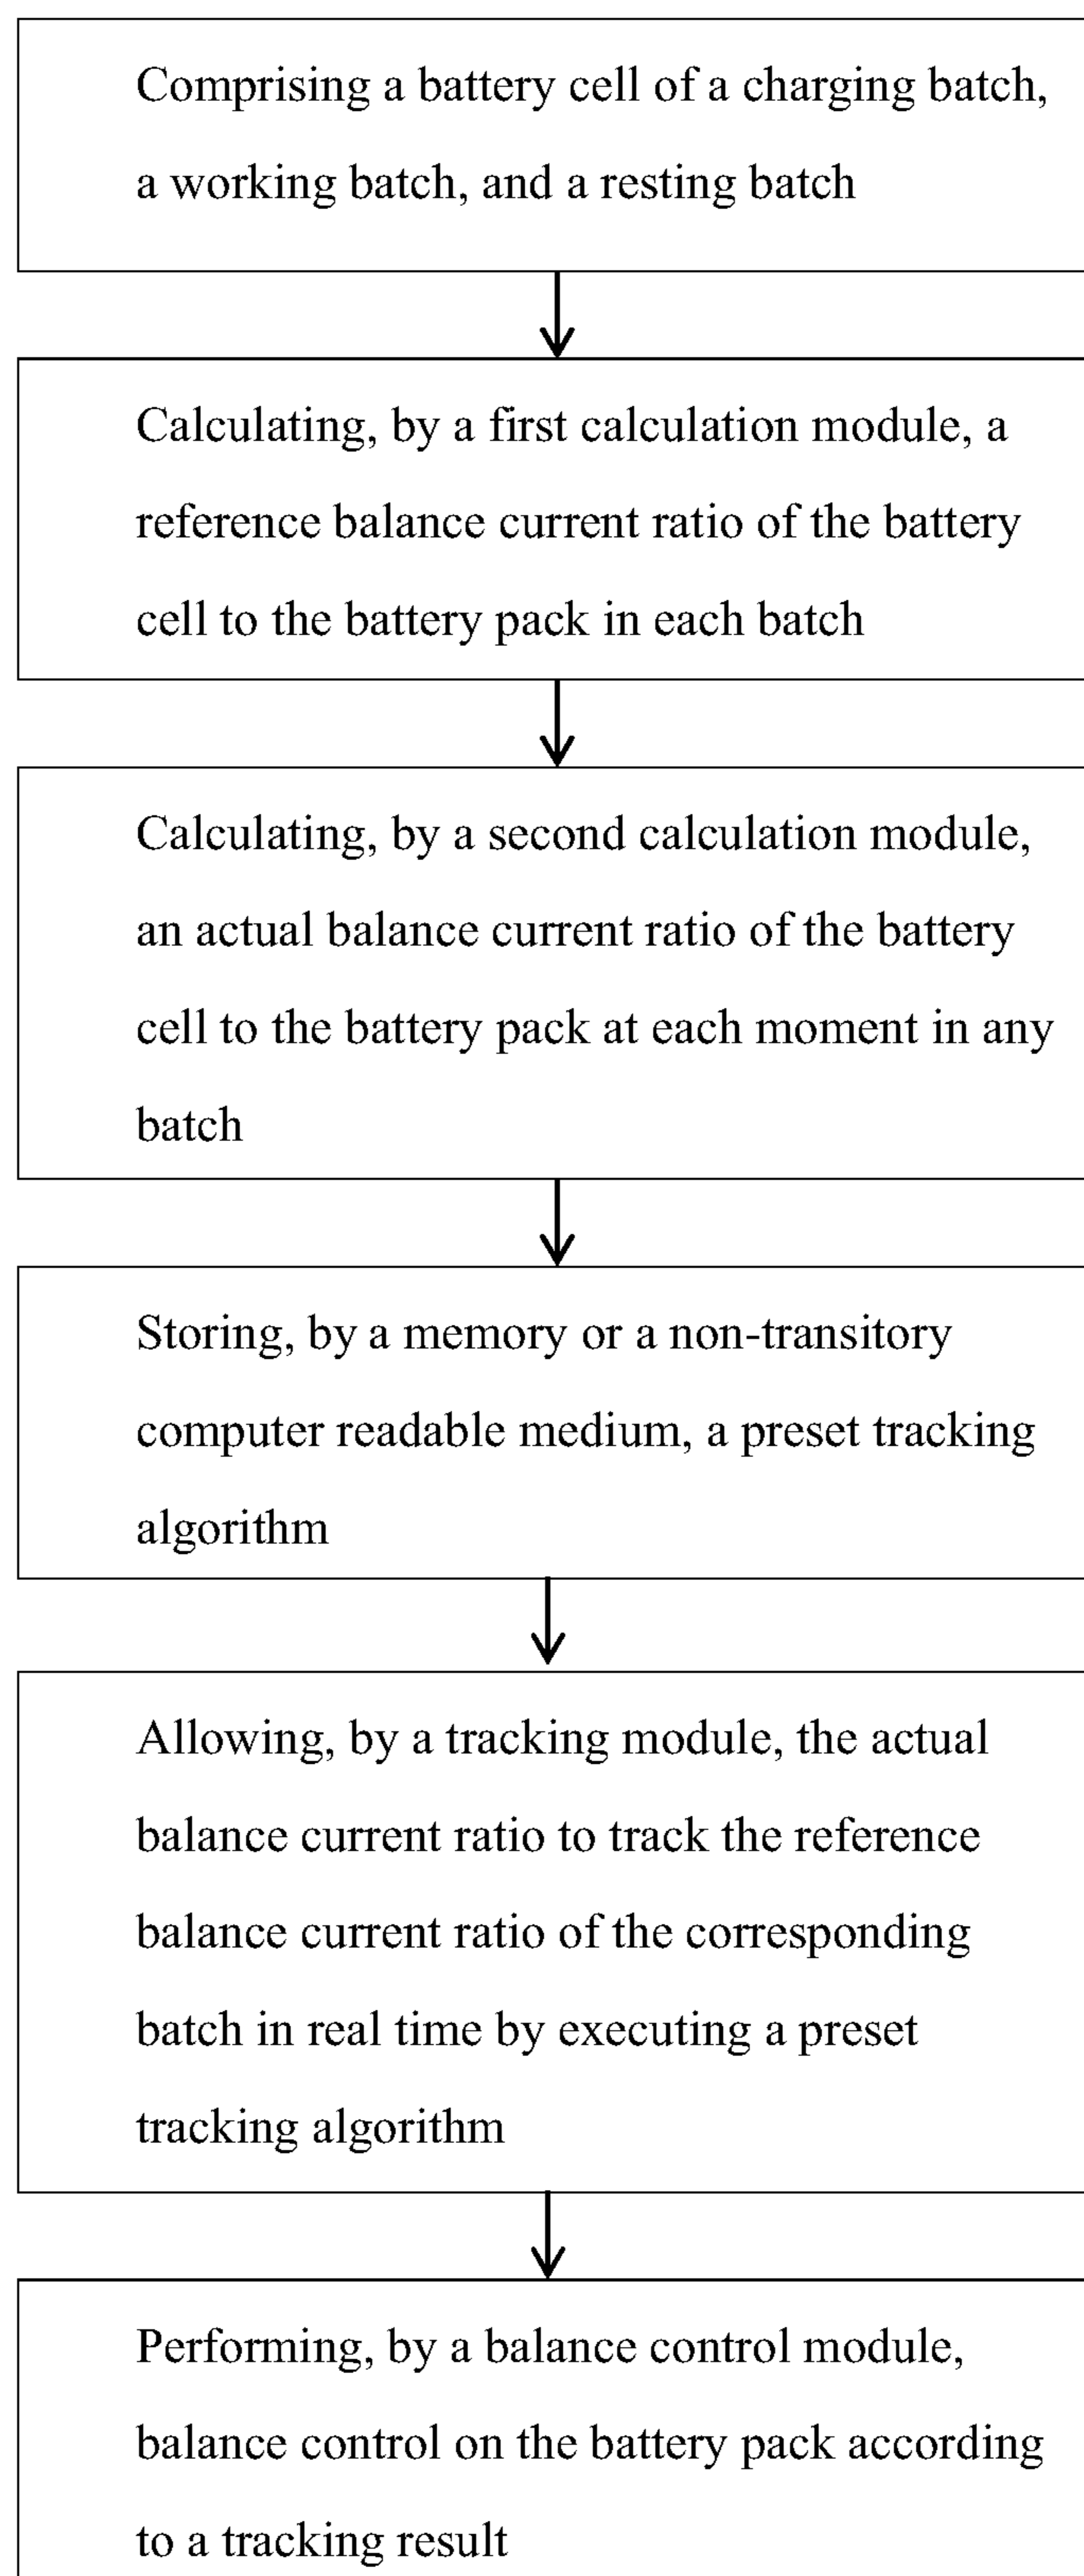 Comprising a battery cell of a charging batch,
a working batch, and a resting batch
Calculating, by a first calculation module, a
reference balance current ratio of the battery
cell to the battery pack in each batch
Calculating, by a second calculation module,
an actual balance current ratio of the battery
cell to the battery pack at each moment in any
batch
Storing, by a memory or a non-transitory
computer readable medium, a preset tracking
algorithm
Allowing, by a tracking module, the actual
balance current ratio to track the reference
balance current ratio of the corresponding
batch in real time by executing a preset
tracking algorithm
Performing, by a balance control module,
balance control on the battery pack according
to a tracking result